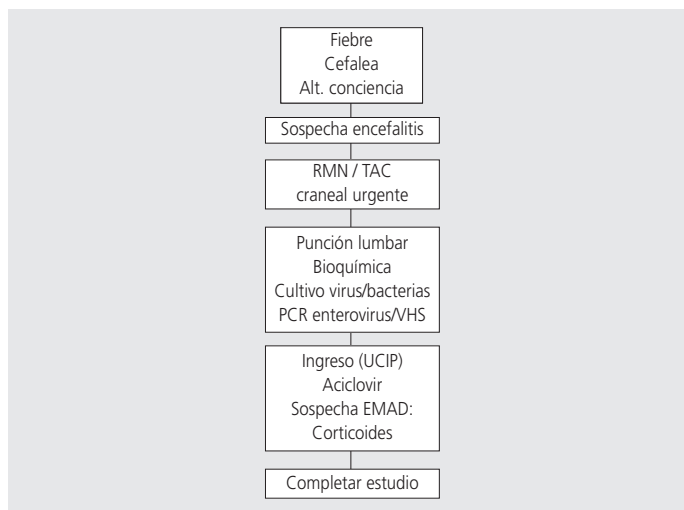 Fiebre
Cefalea
Alt. conciencia
Sospecha encefalitis
RMN / TAC
craneal urgente
Punción lumbar
Bioquímica
Cultivo virus/bacterias
PCR enterovirus/VHS
Ingreso (UCIP)
Aciclovir
Sospecha EMAD:
Corticoides
Completar estudio